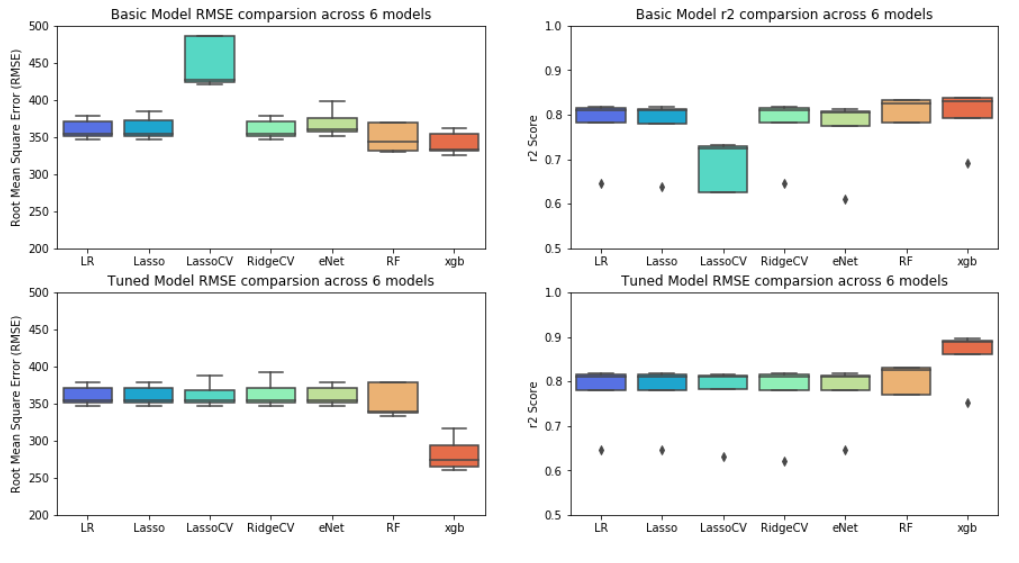 Basic Model RMSE comparsion across 6 models
Root Mean Square Error (RMSE)
500
450
400
350
300
250
200
LR Lasso LassoCV RidgeCV eNet RF xgb
Basic Model r2 comparsion across 6 models
r2 Score
1.0
0.9
0.8
0.7
0.6
0.5
LR Lasso LassoCV RidgeCV eNet RF xgb
Tuned Model RMSE comparsion across 6 models
Root Mean Square Error (RMSE)
500
450
400
350
300
250
200
LR Lasso LassoCV RidgeCV eNet RF xgb
Tuned Model RMSE comparsion across 6 models
r2 Score
1.0
0.9
0.8
0.7
0.6
0.5
LR Lasso LassoCV RidgeCV eNet RF xgb